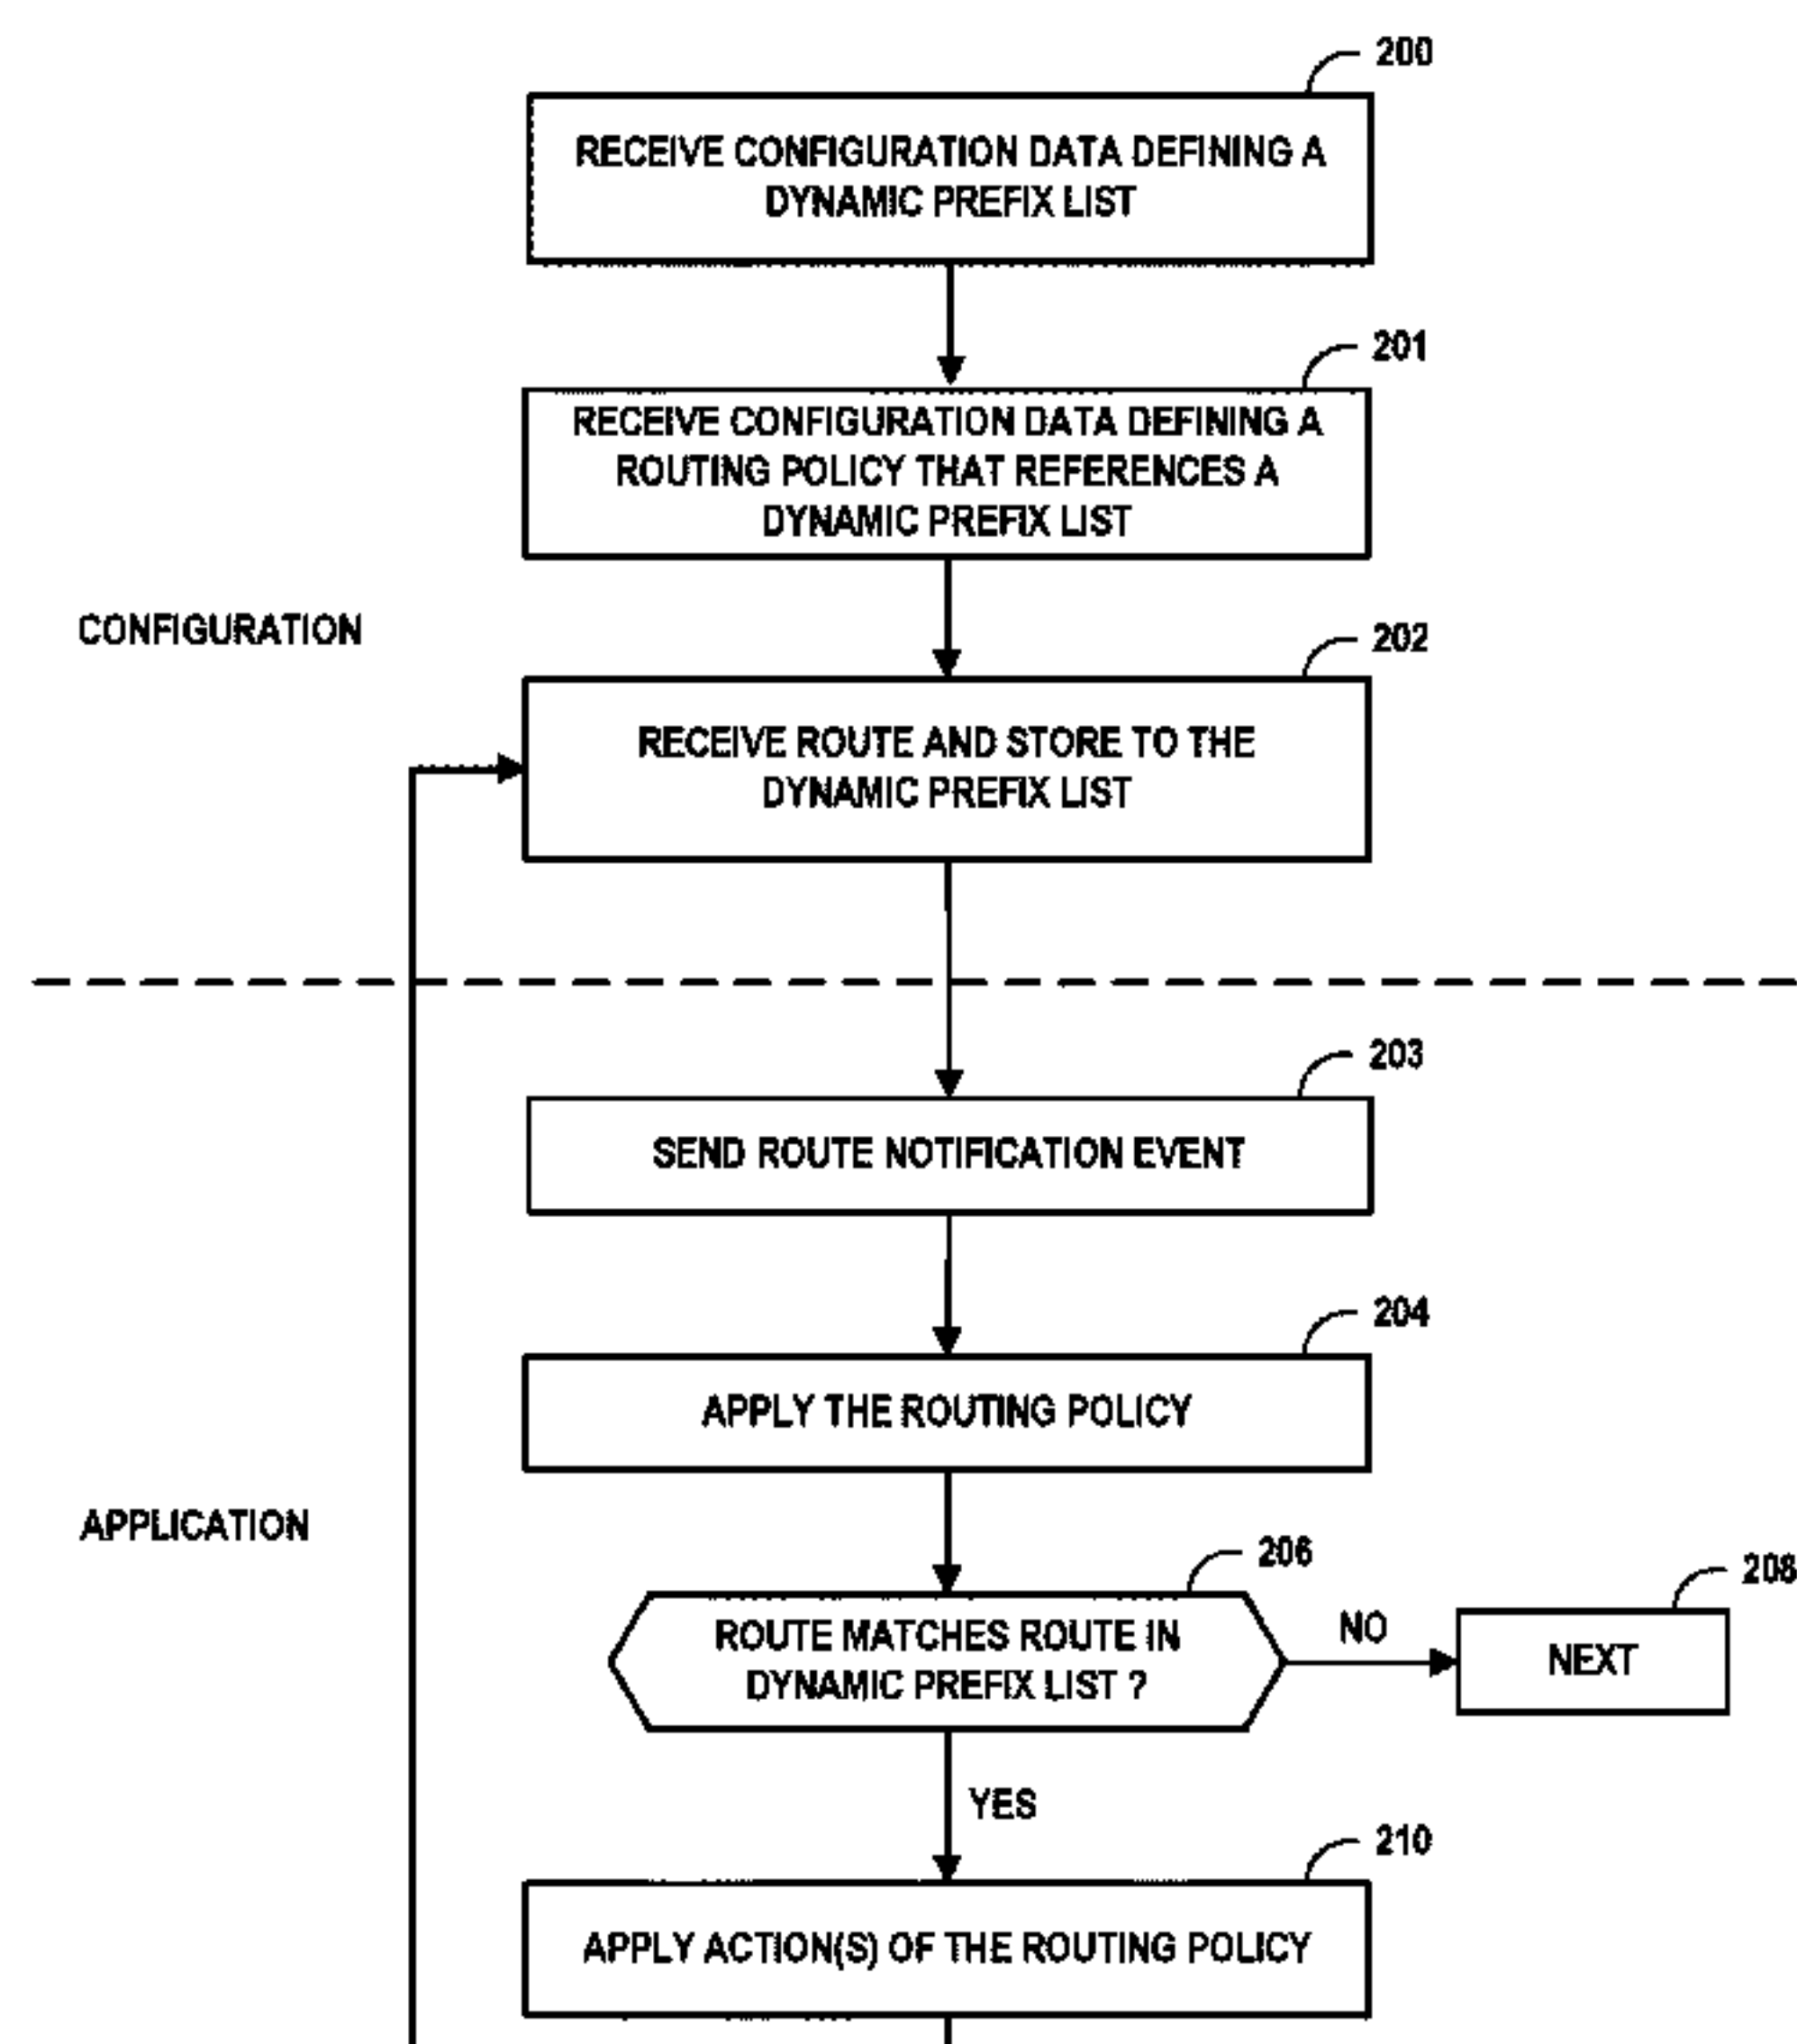 200
RECEIVE CONFIGURATION DATA DEFINING A
DYNAMIC PREFIX LIST
201
RECEIVE CONFIGURATION DATA DEFINING A
ROUTING POLICY THAT REFERENCES A
DYNAMIC PREFIX LIST
CONFIGURATION
202
RECEIVE ROUTE AND STORE TO THE
DYNAMIC PREFIX LIST
203
SEND ROUTE NOTIFICATION EVENT
204
APPLY THE ROUTING POLICY
APPLICATION
206
ROUTE MATCHES ROUTE IN
DYNAMIC PREFIX LIST ?
NO
208
NEXT
YES
210
APPLY ACTION(S) OF THE ROUTING POLICY